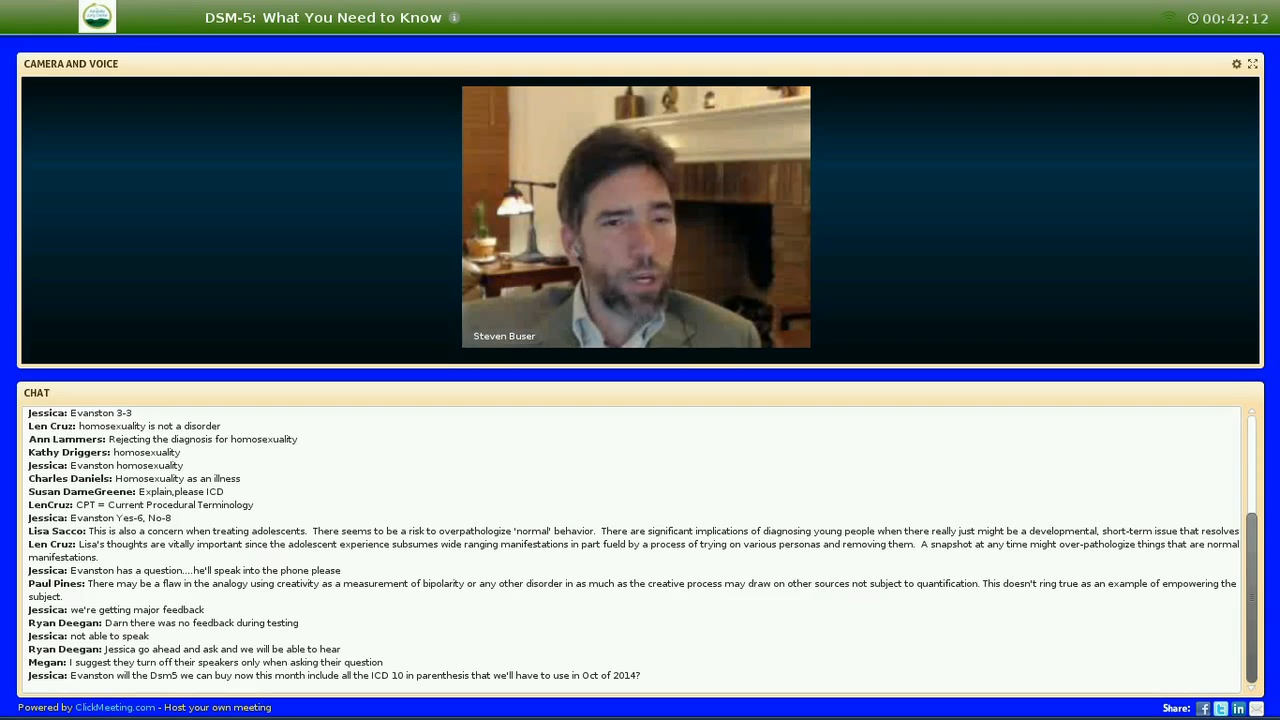 DSM-5: What You Need to Know
00:42:12
CAMERA AND VOICE
Steven Buser
CHAT
Jessica: Evanston 3-3
Len Cruz: homosexuality is not a disorder
Ann Lammers: Rejecting the diagnosis for homosexuality
Kathy Driggers: homosexuality
Jessica: Evanston homosexuality
Charles Daniels: Homosexuality as an illness
Susan DameGreene: Explain,please ICD
LenCruz: CPT = Current Procedural Terminology
Jessica: Evanston Yes-6, No-8
Lisa Sacco: This is also a concern when treating adolescents.  There seems to be a risk to overpathologize 'normal' behavior.  There are significant implications of diagnosing young people when there really just might be a developmental, short-term issue that resolves
Len Cruz: Lisa's thoughts are vitally important since the adolescent experience subsumes wide ranging manifestations in part fueld by a process of trying on various personas and removing them.  A snapshot at any time might over-pathologize things that are normal
manifestations.
Jessica: Evanston has a question....he'll speak into the phone please
Paul Pines: There may be a flaw in the analogy using creativity as a measurement of bipolarity or any other disorder in as much as the creative process may draw on other sources not subject to quantification. This doesn't ring true as an example of empowering the
subject.
Jessica: we're getting major feedback
Ryan Deegan: Darn there was no feedback during testing
Jessica: not able to speak
Ryan Deegan: Jessica go ahead and ask and we will be able to hear
Megan: I suggest they turn off their speakers only when asking their question
Jessica: Evanston will the Dsm5 we can buy now this month include all the ICD 10 in parenthesis that we'll have to use in Oct of 2014?
Powered by ClickMeeting.com - Host your own meeting
Share: